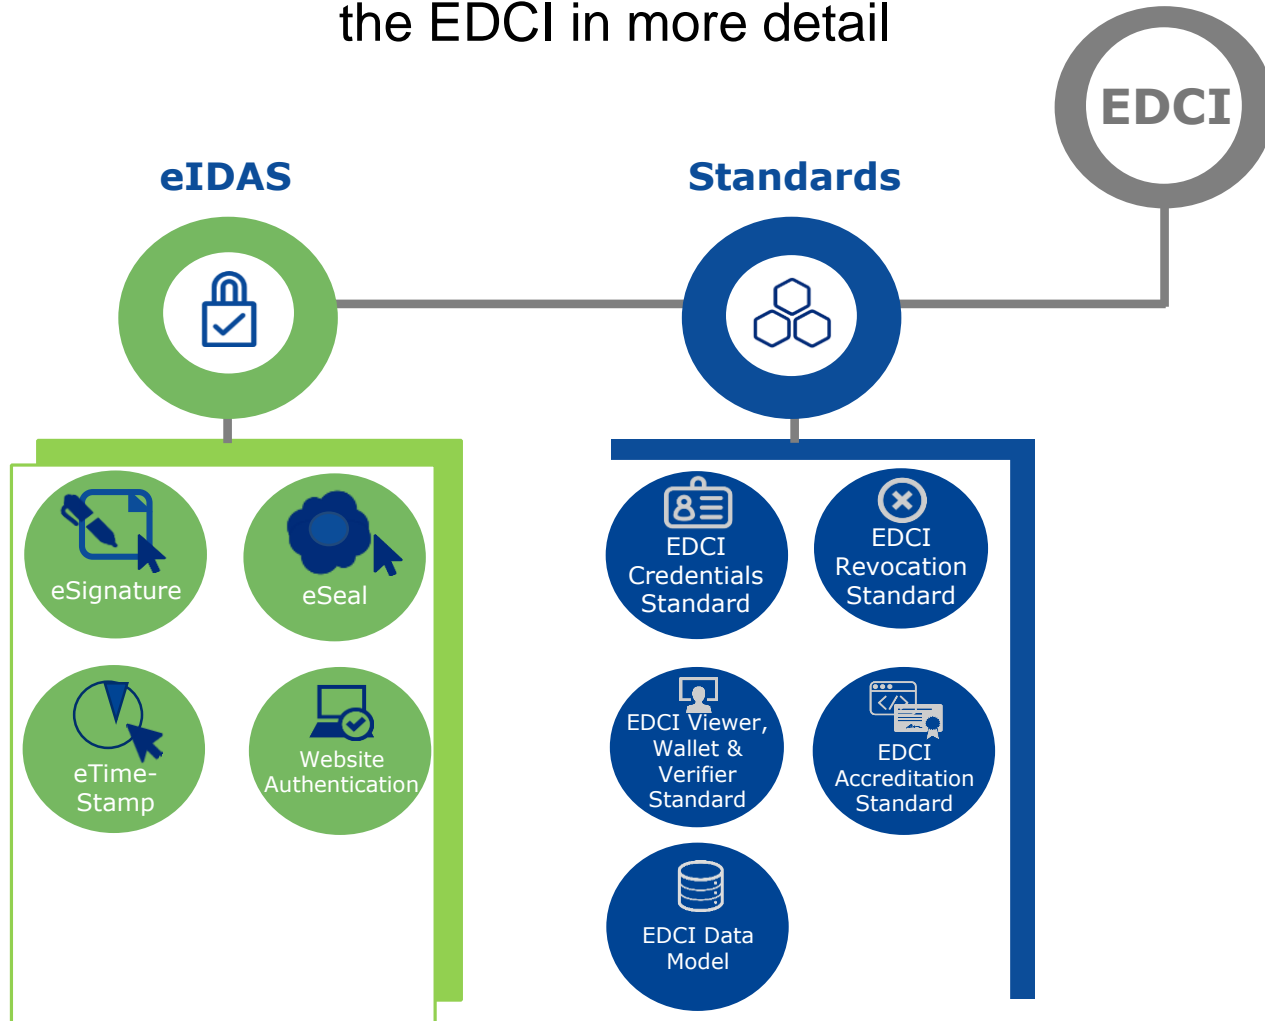 the EDCI in more detail
EDCI
eIDAS
Standards
eSignature
eSeal
eTime-
Stamp
Website
Authentication
EDCI
Credentials
Standard
EDCI
Revocation
Standard
EDCI Viewer,
Wallet &
Verifier
Standard
EDCI
Accreditation
Standard
EDCI Data
Model